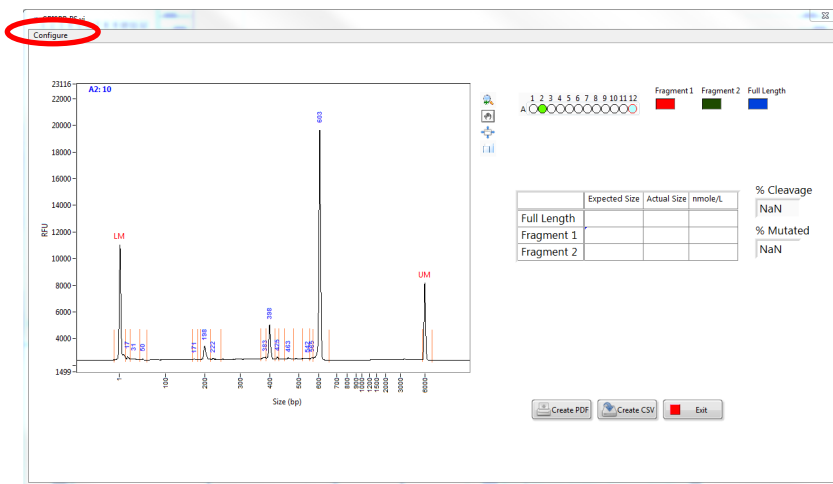 Configure
A2: 10
23116
22000
20000
18000
16000
14000
12000
10000
8000
6000
4000
1499
RFU
LM
17
31
50
171
198
222
383
398
425
463
542
565
603
UM
1
100
200
300
400
500
600
700
800
900
1000
1200
1500
2000
3000
6000
Size (bp)
1 2 3 4 5 6 7 8 9 10 11 12
A
Fragment 1 Fragment 2 Full Length
Expected Size Actual Size nmole/L
Full Length
Fragment 1
Fragment 2
% Cleavage
NaN
% Mutated
NaN
Create PDF Create CSV Exit